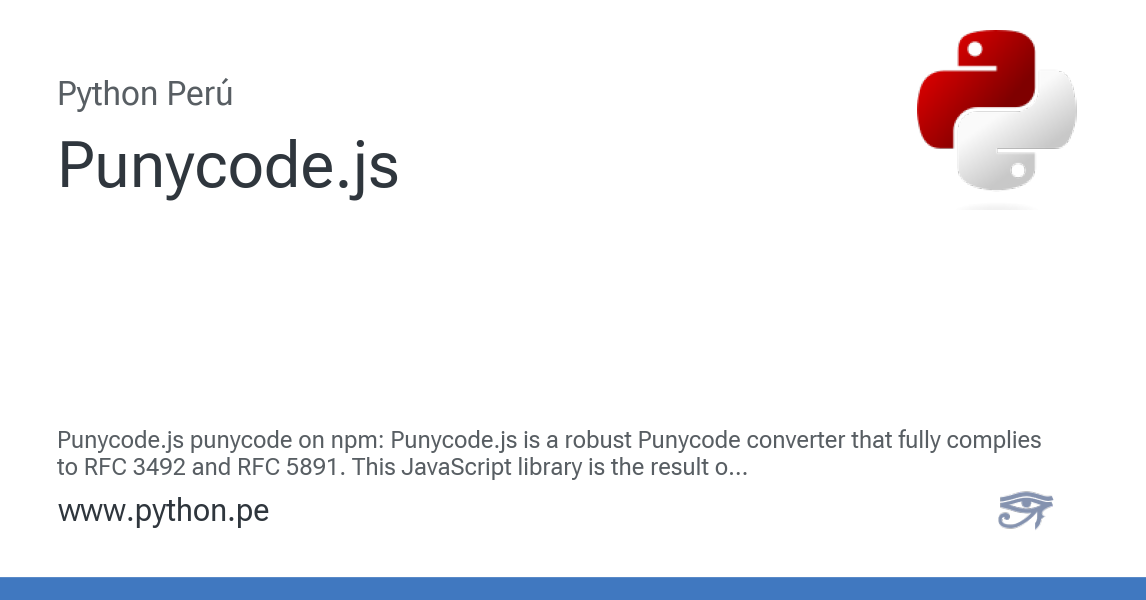 Python Perú
Punycode.js
Punycode.js punycode on npm: Punycode.js is a robust Punycode converter that fully complies
to RFC 3492 and RFC 5891. This JavaScript library is the result o...
www.python.pe